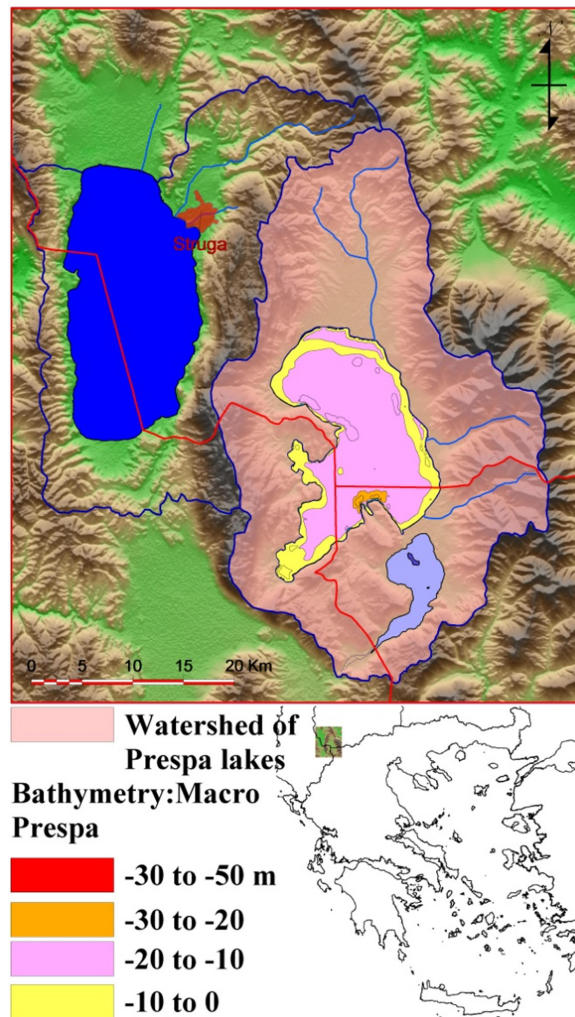 Struga
0 5 10 15 20 Km
Watershed of
Prespa lakes
Bathymetry:Macro
Prespa
-30 to -50 m
-30 to -20
-20 to -10
-10 to 0